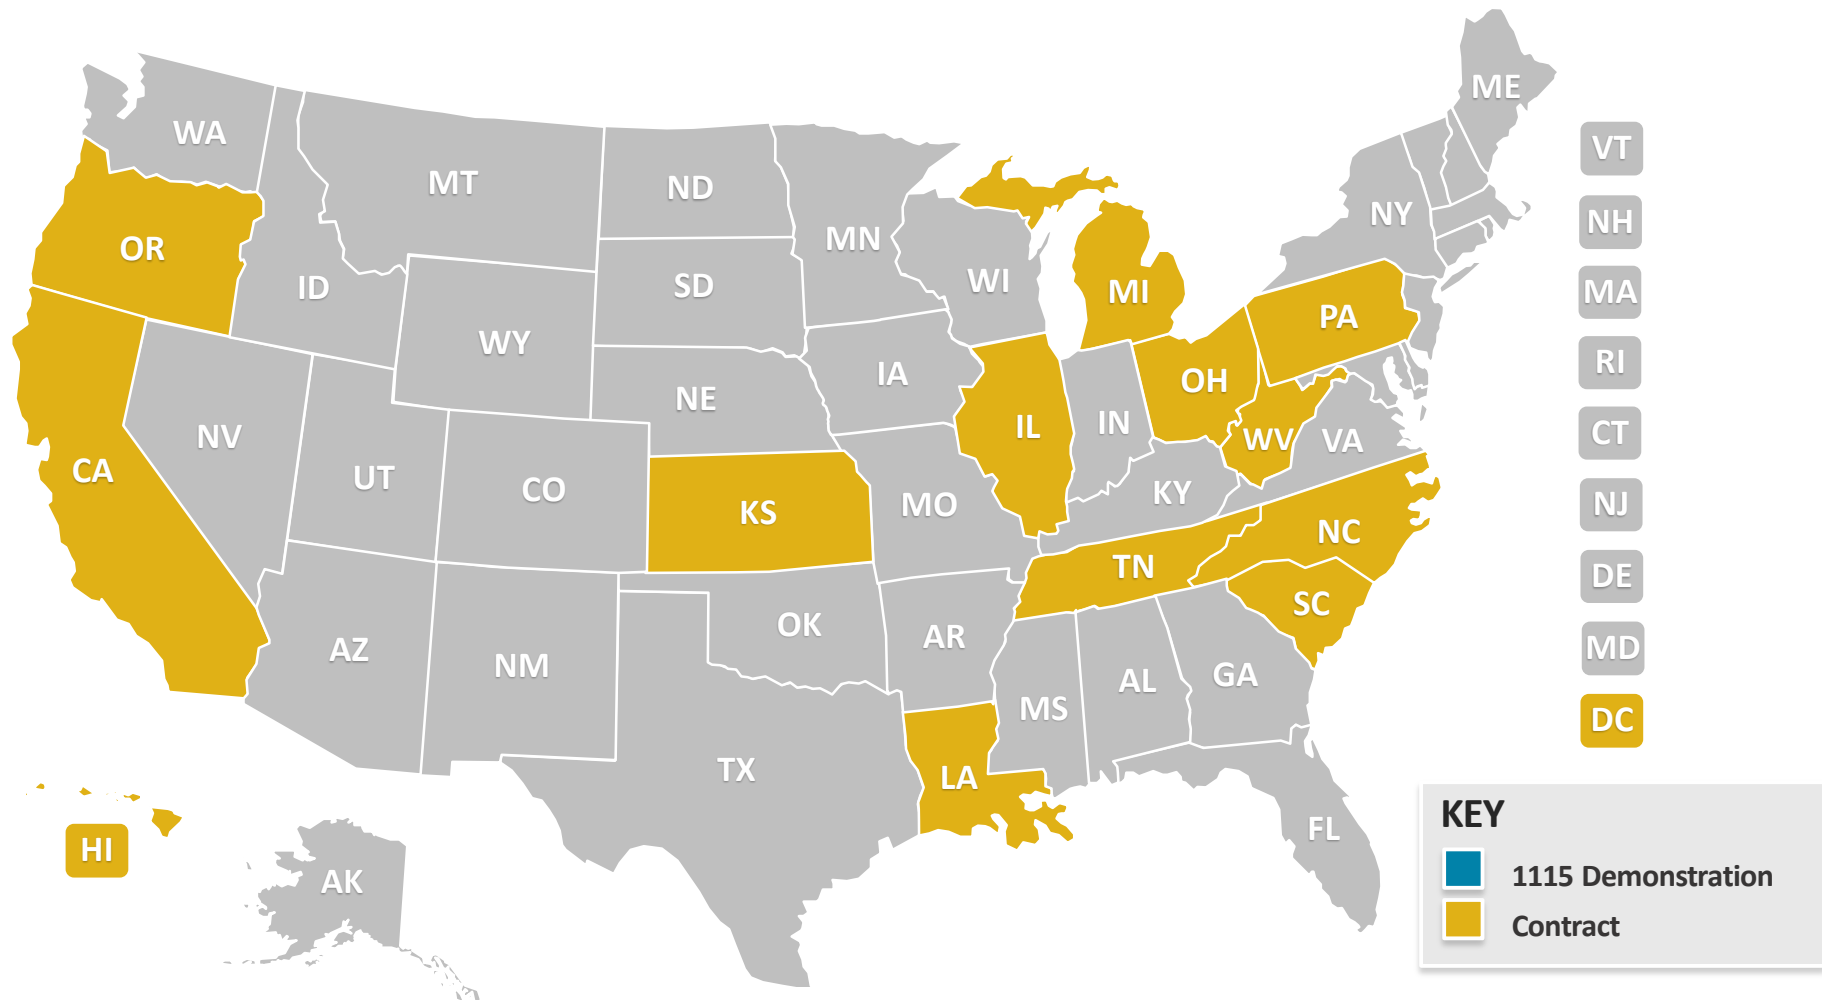 ME
WA
VT
MT
ND
NH
NY
OR
MN
WI
ID
SD
MI
MA
PA
WY
RI
IA
OH
NE
IN
IL
CT
NV
WV
VA
CA
UT
CO
KY
MO
KS
NJ
NC
TN
DE
SC
OK
AR
AZ
MD
NM
GA
AL
MS
DC
TX
LA
KEY
FL
HI
AK
1115 Demonstration
Contract